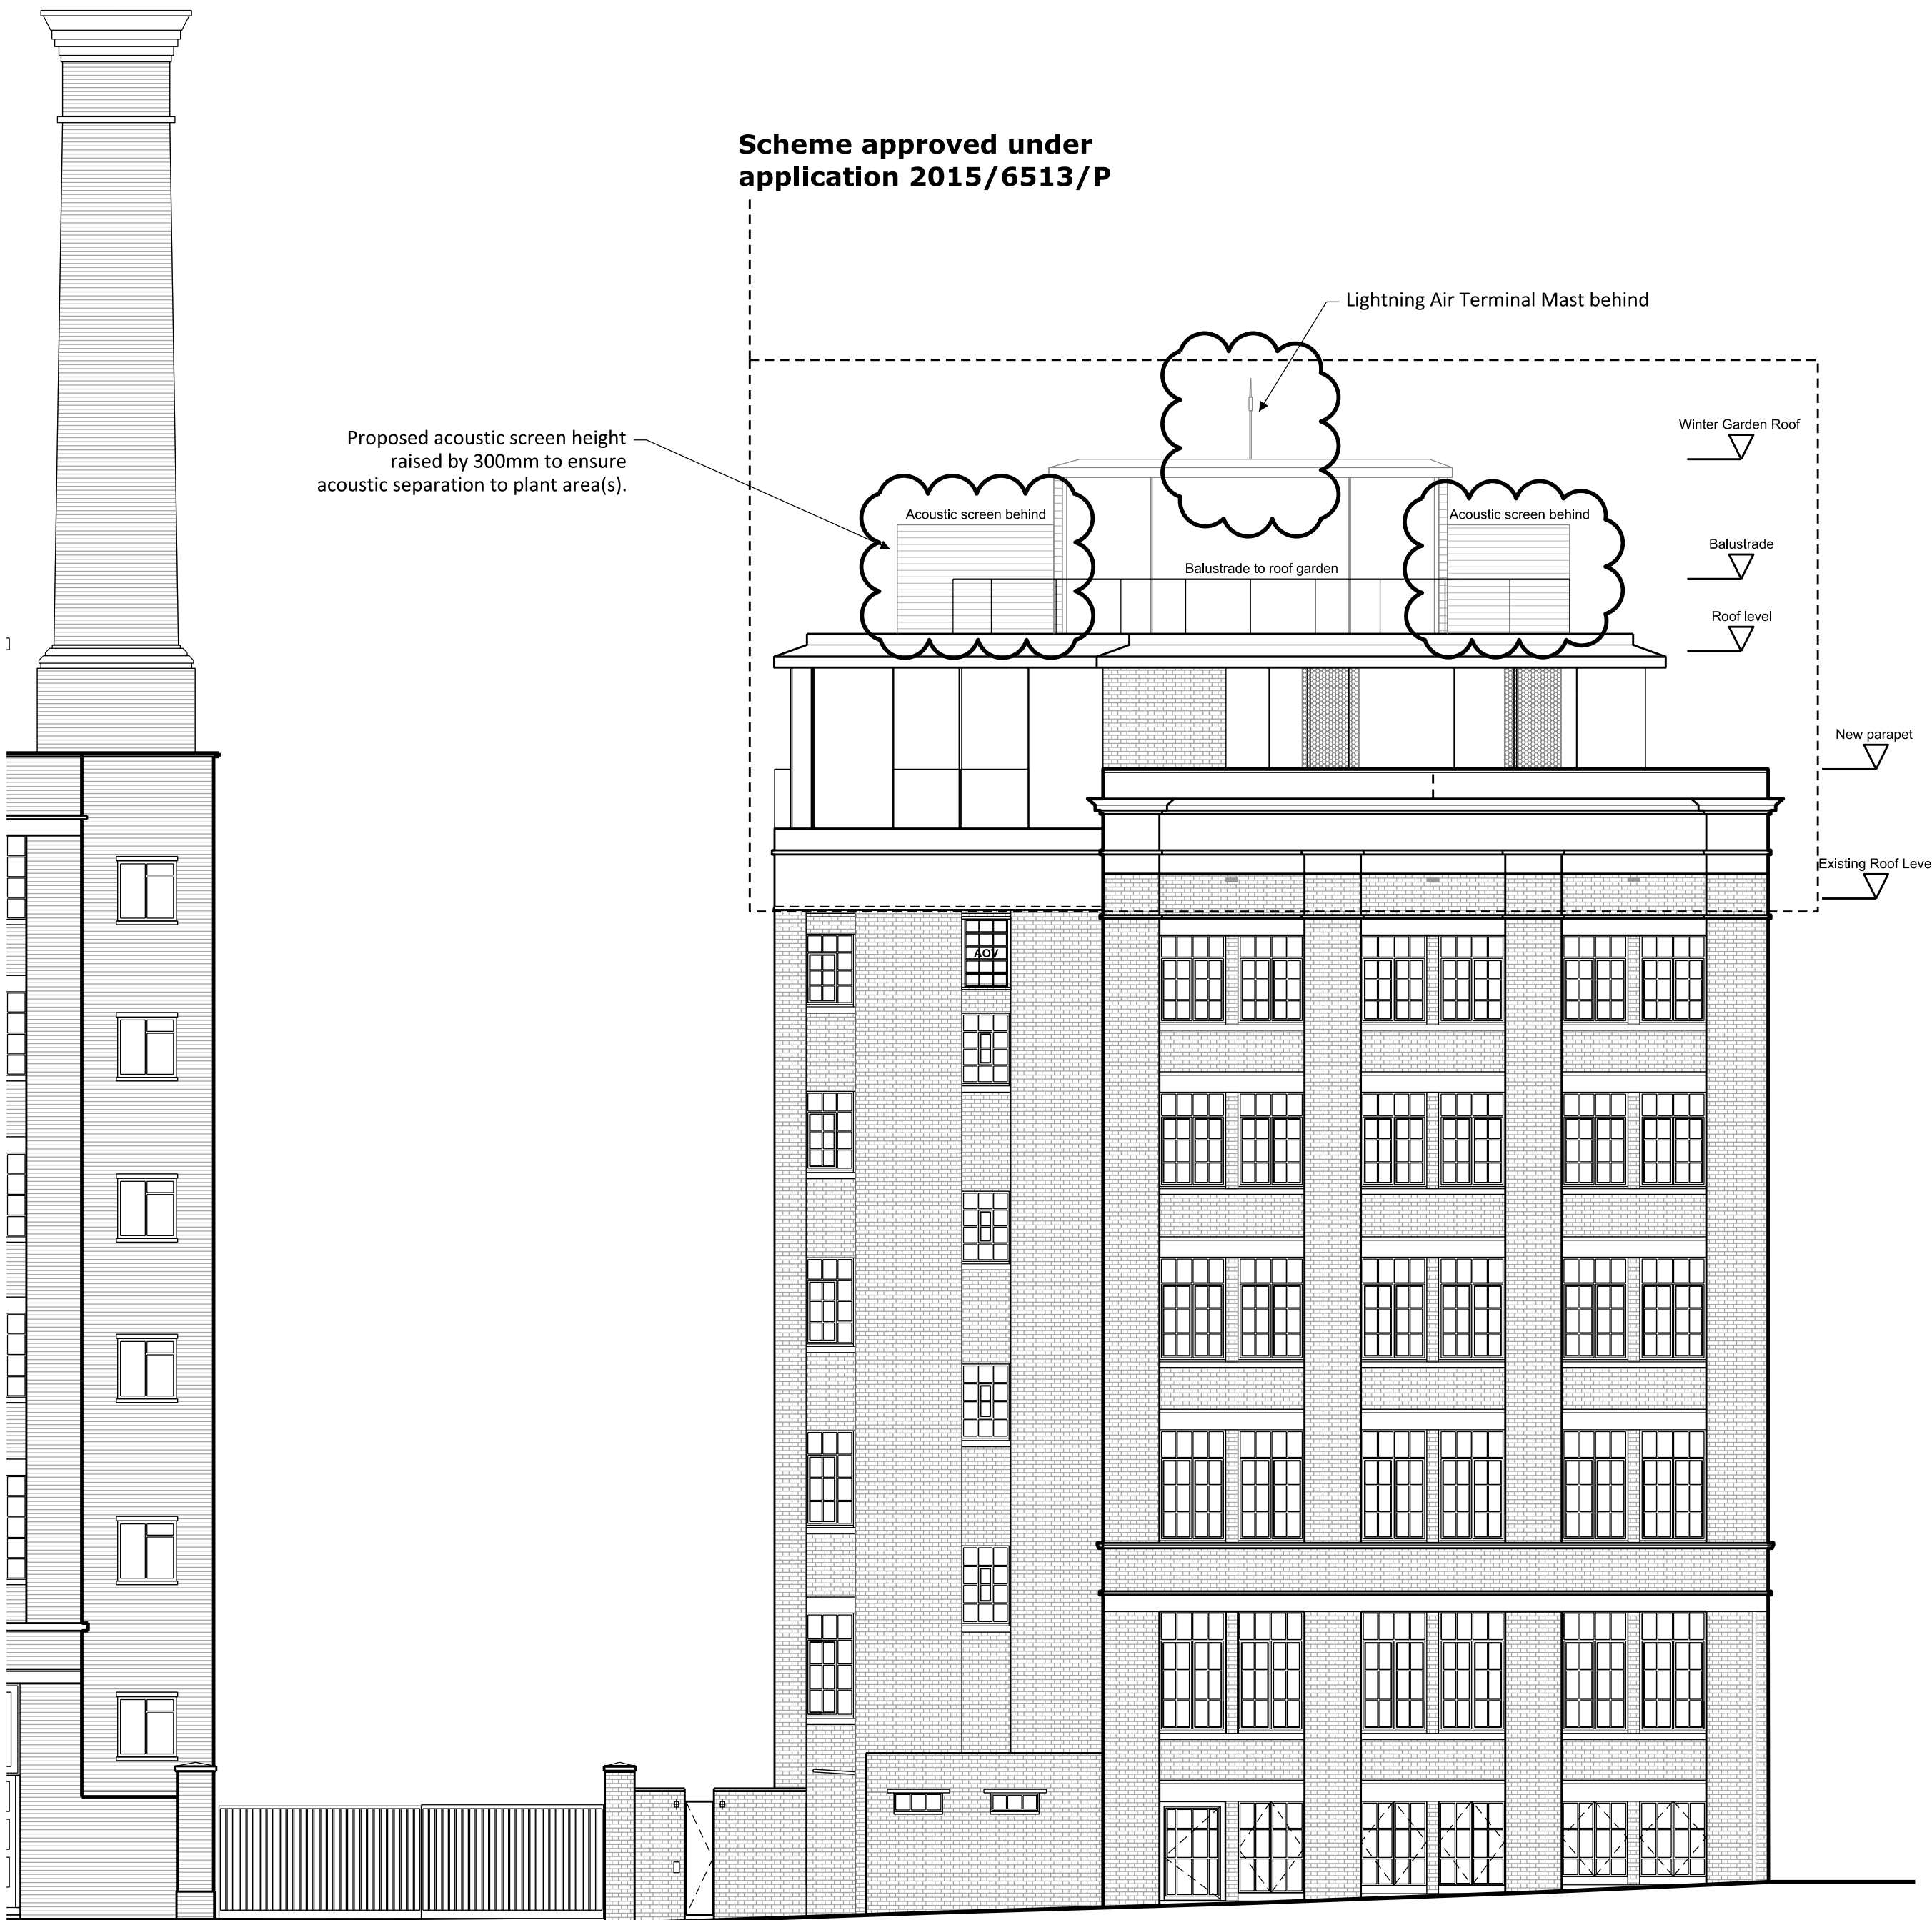 Scheme approved under
application 2015/6513/P
Lightning Air Terminal Mast behind
Winter Garden Roof
Proposed acoustic screen height
raised by 300mm to ensure
acoustic separation to plant area(s).
Acoustic screen behind
Acoustic screen behind
Balustrade
Balustrade to roof garden
Roof level
New parapet
Existing Roof Leve
AOV